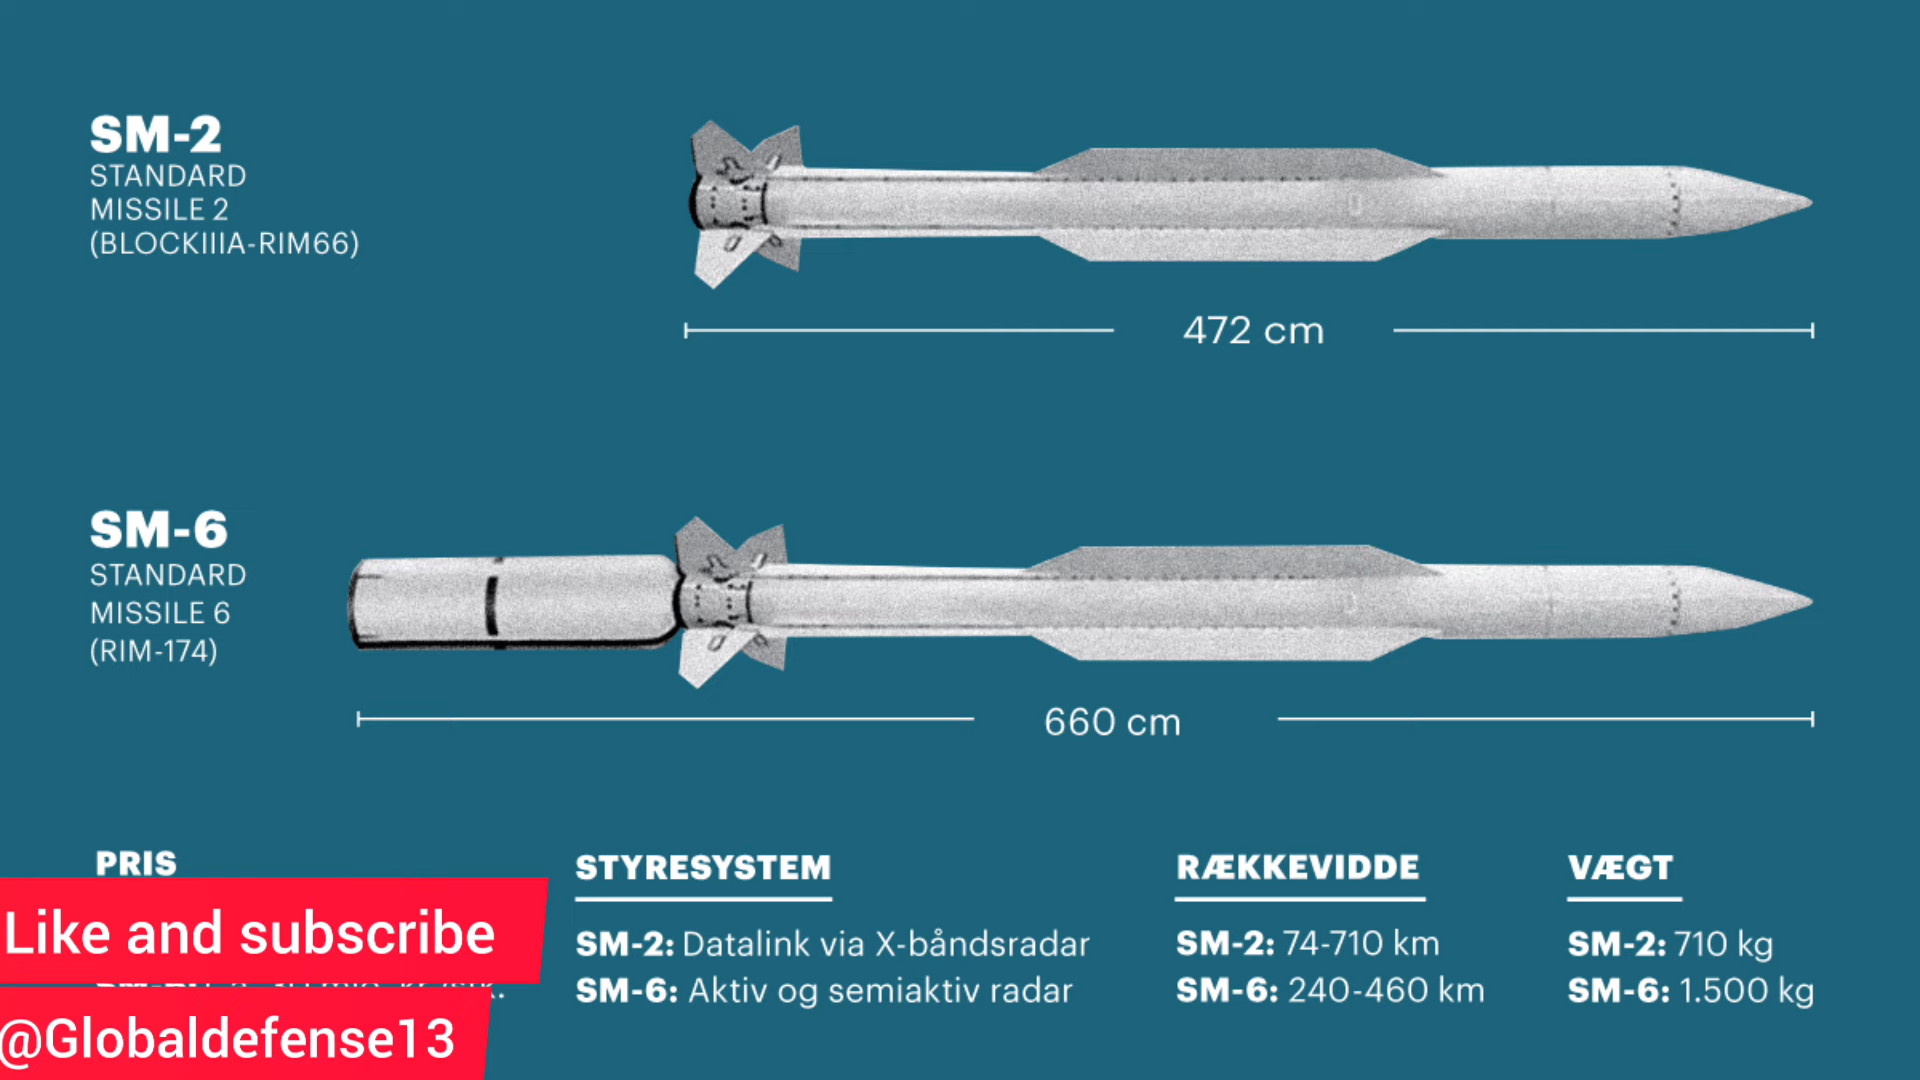 SM-2
STANDARD
MISSILE 2
(BLOCKIIIA-RIM66)
472 cm
SM-6
STANDARD
MISSILE 6
(RIM-174)
660 cm
PRIS
Like and subscribe
@Globaldefense13
STYRESYSTEM
SM-2: Datalink via X-båndsradar
SM-6: Aktiv og semiaktiv radar
RÆKKEVIDDE
SM-2: 74-710 km
SM-6: 240-460 km
VÆGT
SM-2: 710 kg
SM-6: 1.500 kg